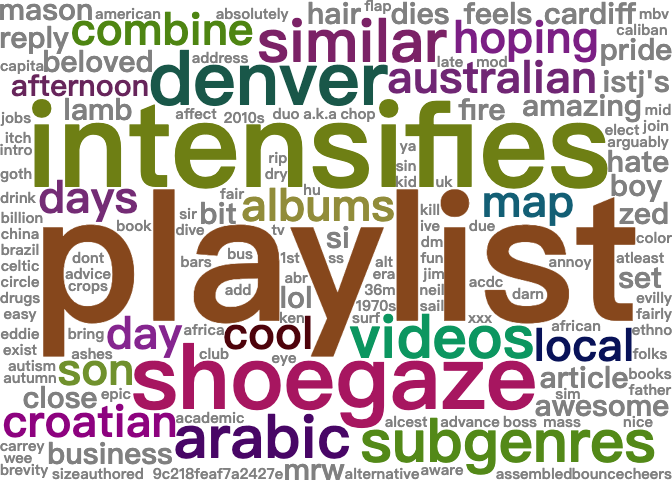 mason american absolutely hair flap dies feels cardiff mby
reply combine similar hoping caliban
capita beloved address late mod pride
afternoon denver australian istj's
jobs lamb affect 2010s duo a.k.a chop fire amazing mid
itch intensifies ya elect join
intro rip sin arguably
goth dry kid uk hate
drink days fair hu albums map boy
billion sir bit kill zed
china book dive tv ive due
brazil playlist si dm color
celtic dont bars bus 1st ss alt fun annoy atleast
circle advice era jim acdc set
drugs crops add abr 36m neil darn evilly
easy lol 1970s sail fairly
eddie bring day africa cool ken surf xxx african ethno
exist ashes club videos local folks
autism son shoegaze eye article books
autumn close epic sim father
croatian academic awesome
arabic alcest advance boss mass nice
carrey business subgenres
wee
brevity sizeauthored 9c218feaf7a2427e mrw alternative aware assembledbouncecheers